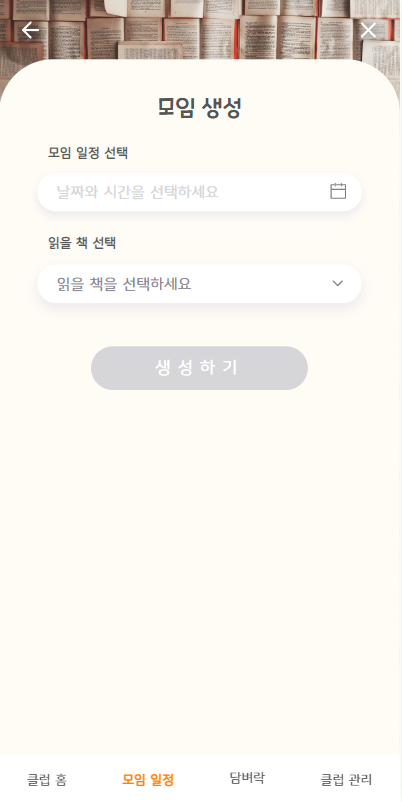 모임 생성
모임 일정 선택
날짜와 시간을 선택하세요
읽을 책 선택
읽을 책을 선택하세요
생 성 하 기
클럽 홈
모임 일정
담벼락
클럽 관리